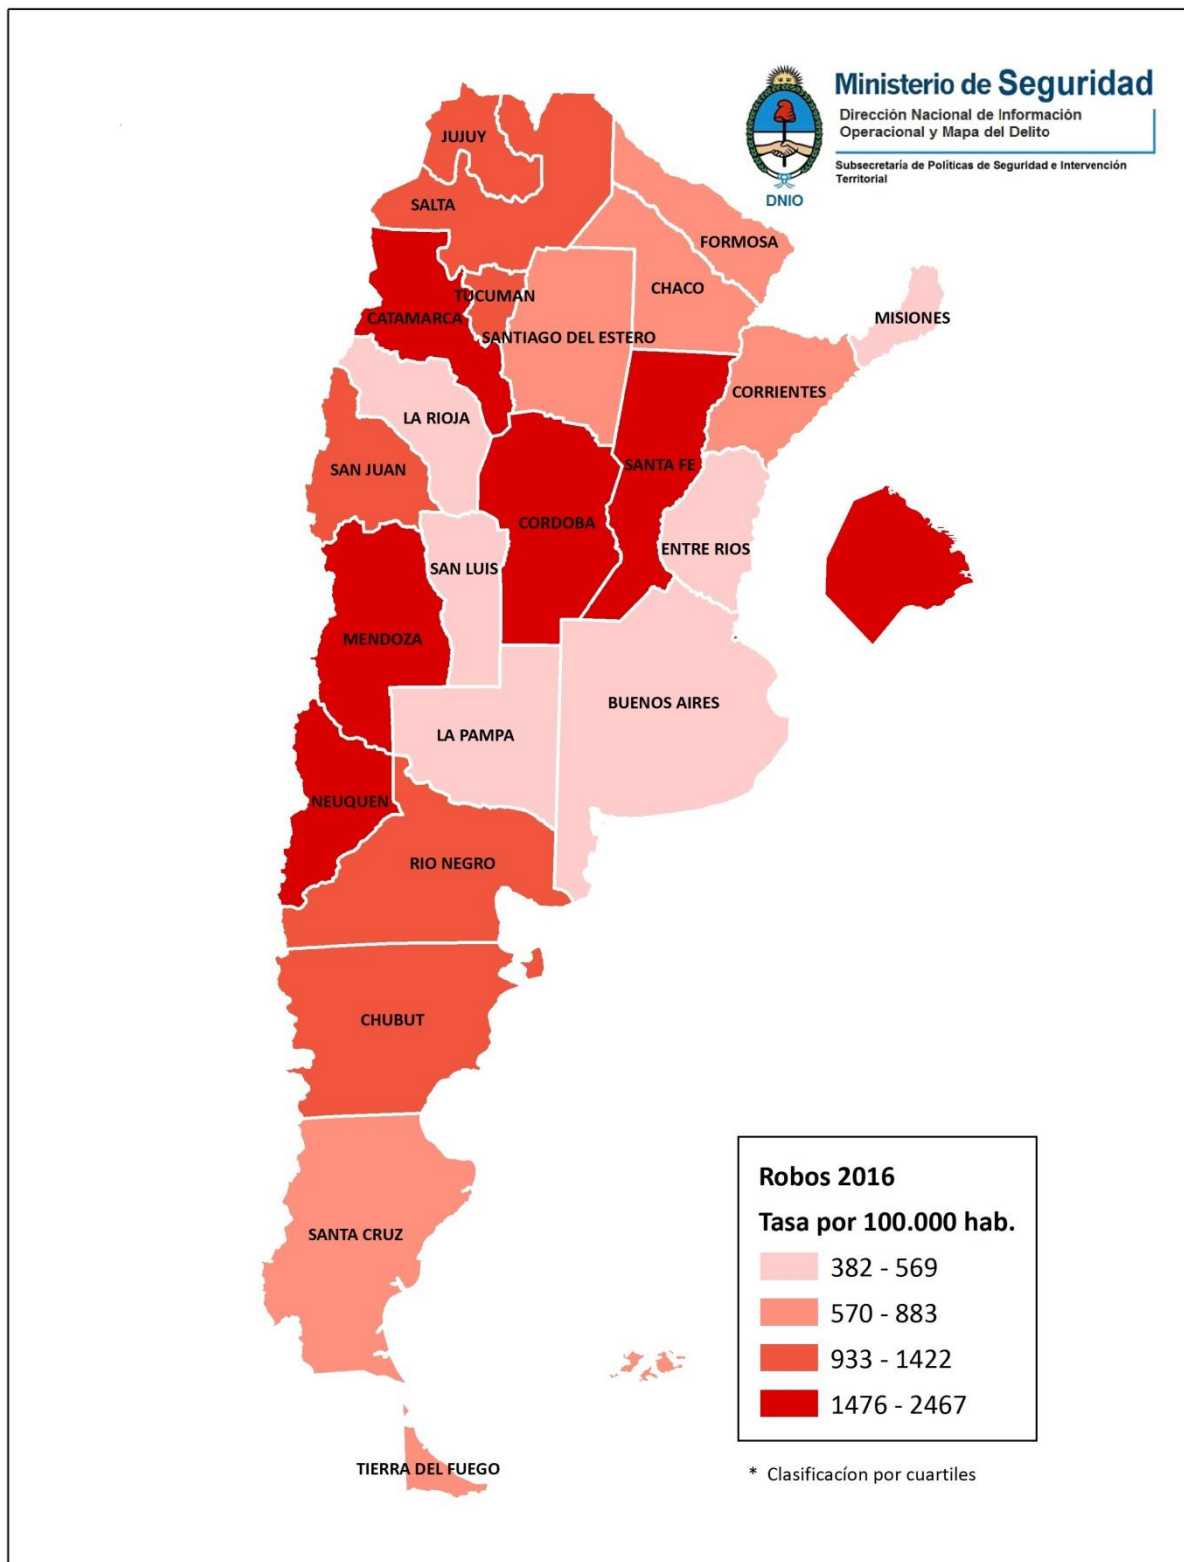 Ministerio de Seguridad
Dirección Nacional de Información
Operacional y Mapa del Delito
Subsecretaría de Políticas de Seguridad e Intervención
Territorial
DNIO
JUJUY
SALTA
FORMOSA
CHACO
TUCUMAN
CATAMARCA
MISIONES
SANTIAGO DEL ESTERO
CORRIENTES
LA RIOJA
SAN JUAN
SANTA FE
CORDOBA
ENTRE RIOS
SAN LUIS
MENDOZA
BUENOS AIRES
LA PAMPA
NEUQUEN
RIO NEGRO
CHUBUT
SANTA CRUZ
TIERRA DEL FUEGO
Robos 2016
Tasa por 100.000 hab.
382 - 569
570 - 883
933 - 1422
1476 - 2467
* Clasificacíon por cuartiles